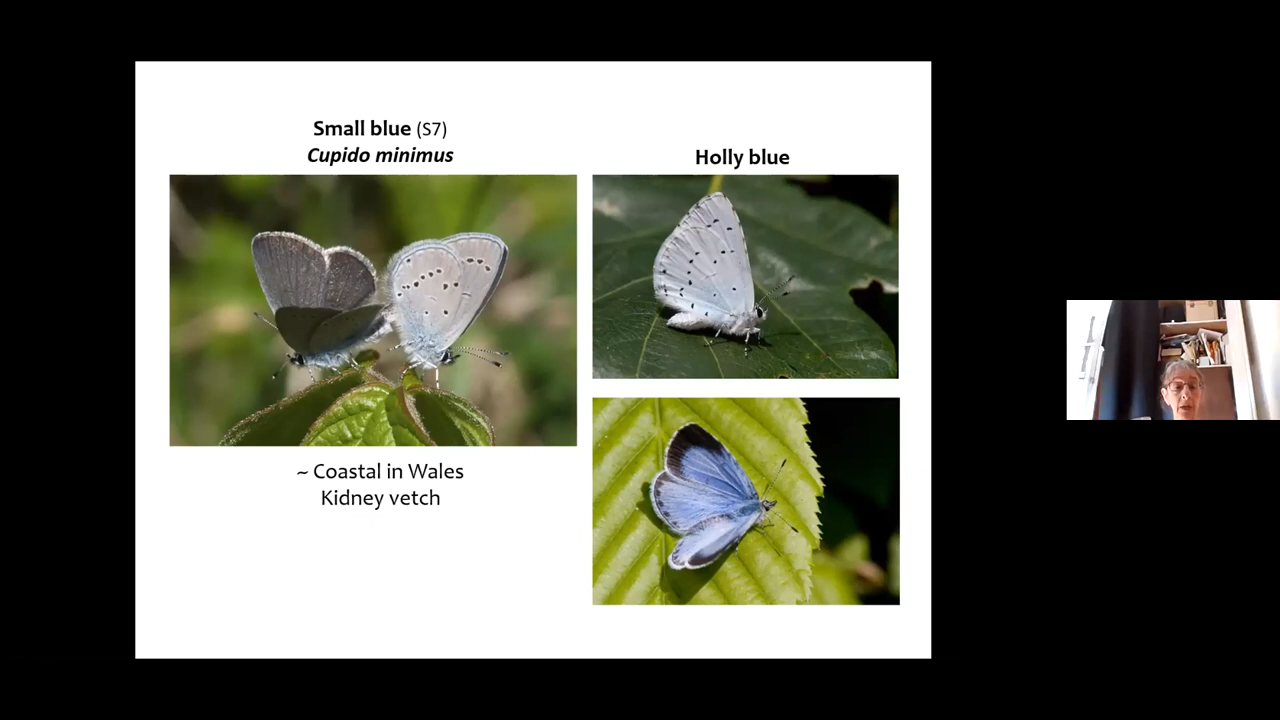 Small blue (S7)
Cupido minimus
~ Coastal in Wales
Kidney vetch
Holly blue